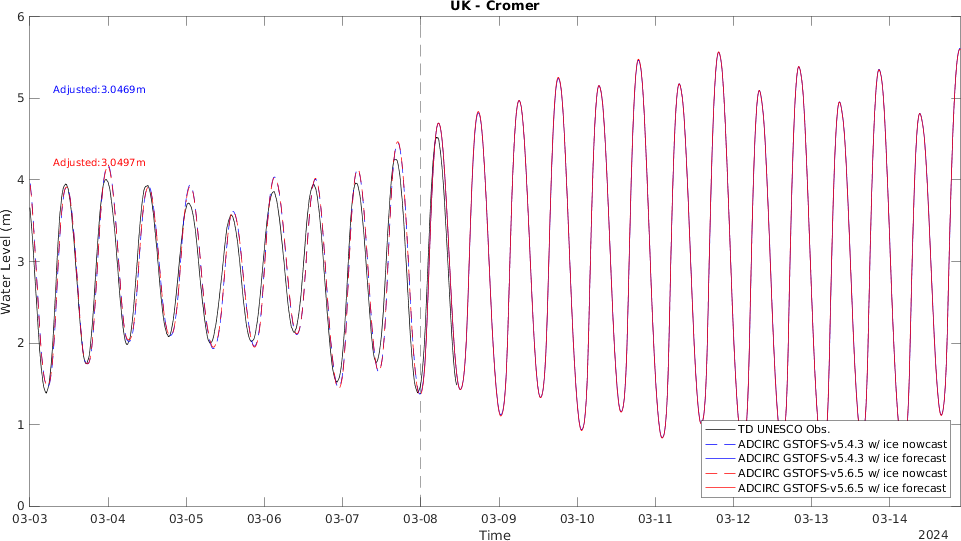 UK - Cromer
6
5
4
3
2
1
0
Water Level (m)
Adjusted:3.0469m
Adjusted:3.0497m
TD UNESCO Obs.
ADCIRC GSTOFS-v5.4.3 w/ ice nowcast
ADCIRC GSTOFS-v5.4.3 w/ ice forecast
ADCIRC GSTOFS-v5.6.5 w/ ice nowcast
ADCIRC GSTOFS-v5.6.5 w/ ice forecast
03-03 03-04 03-05 03-06 03-07 03-08 03-09 03-10 03-11 03-12 03-13 03-14
Time
2024